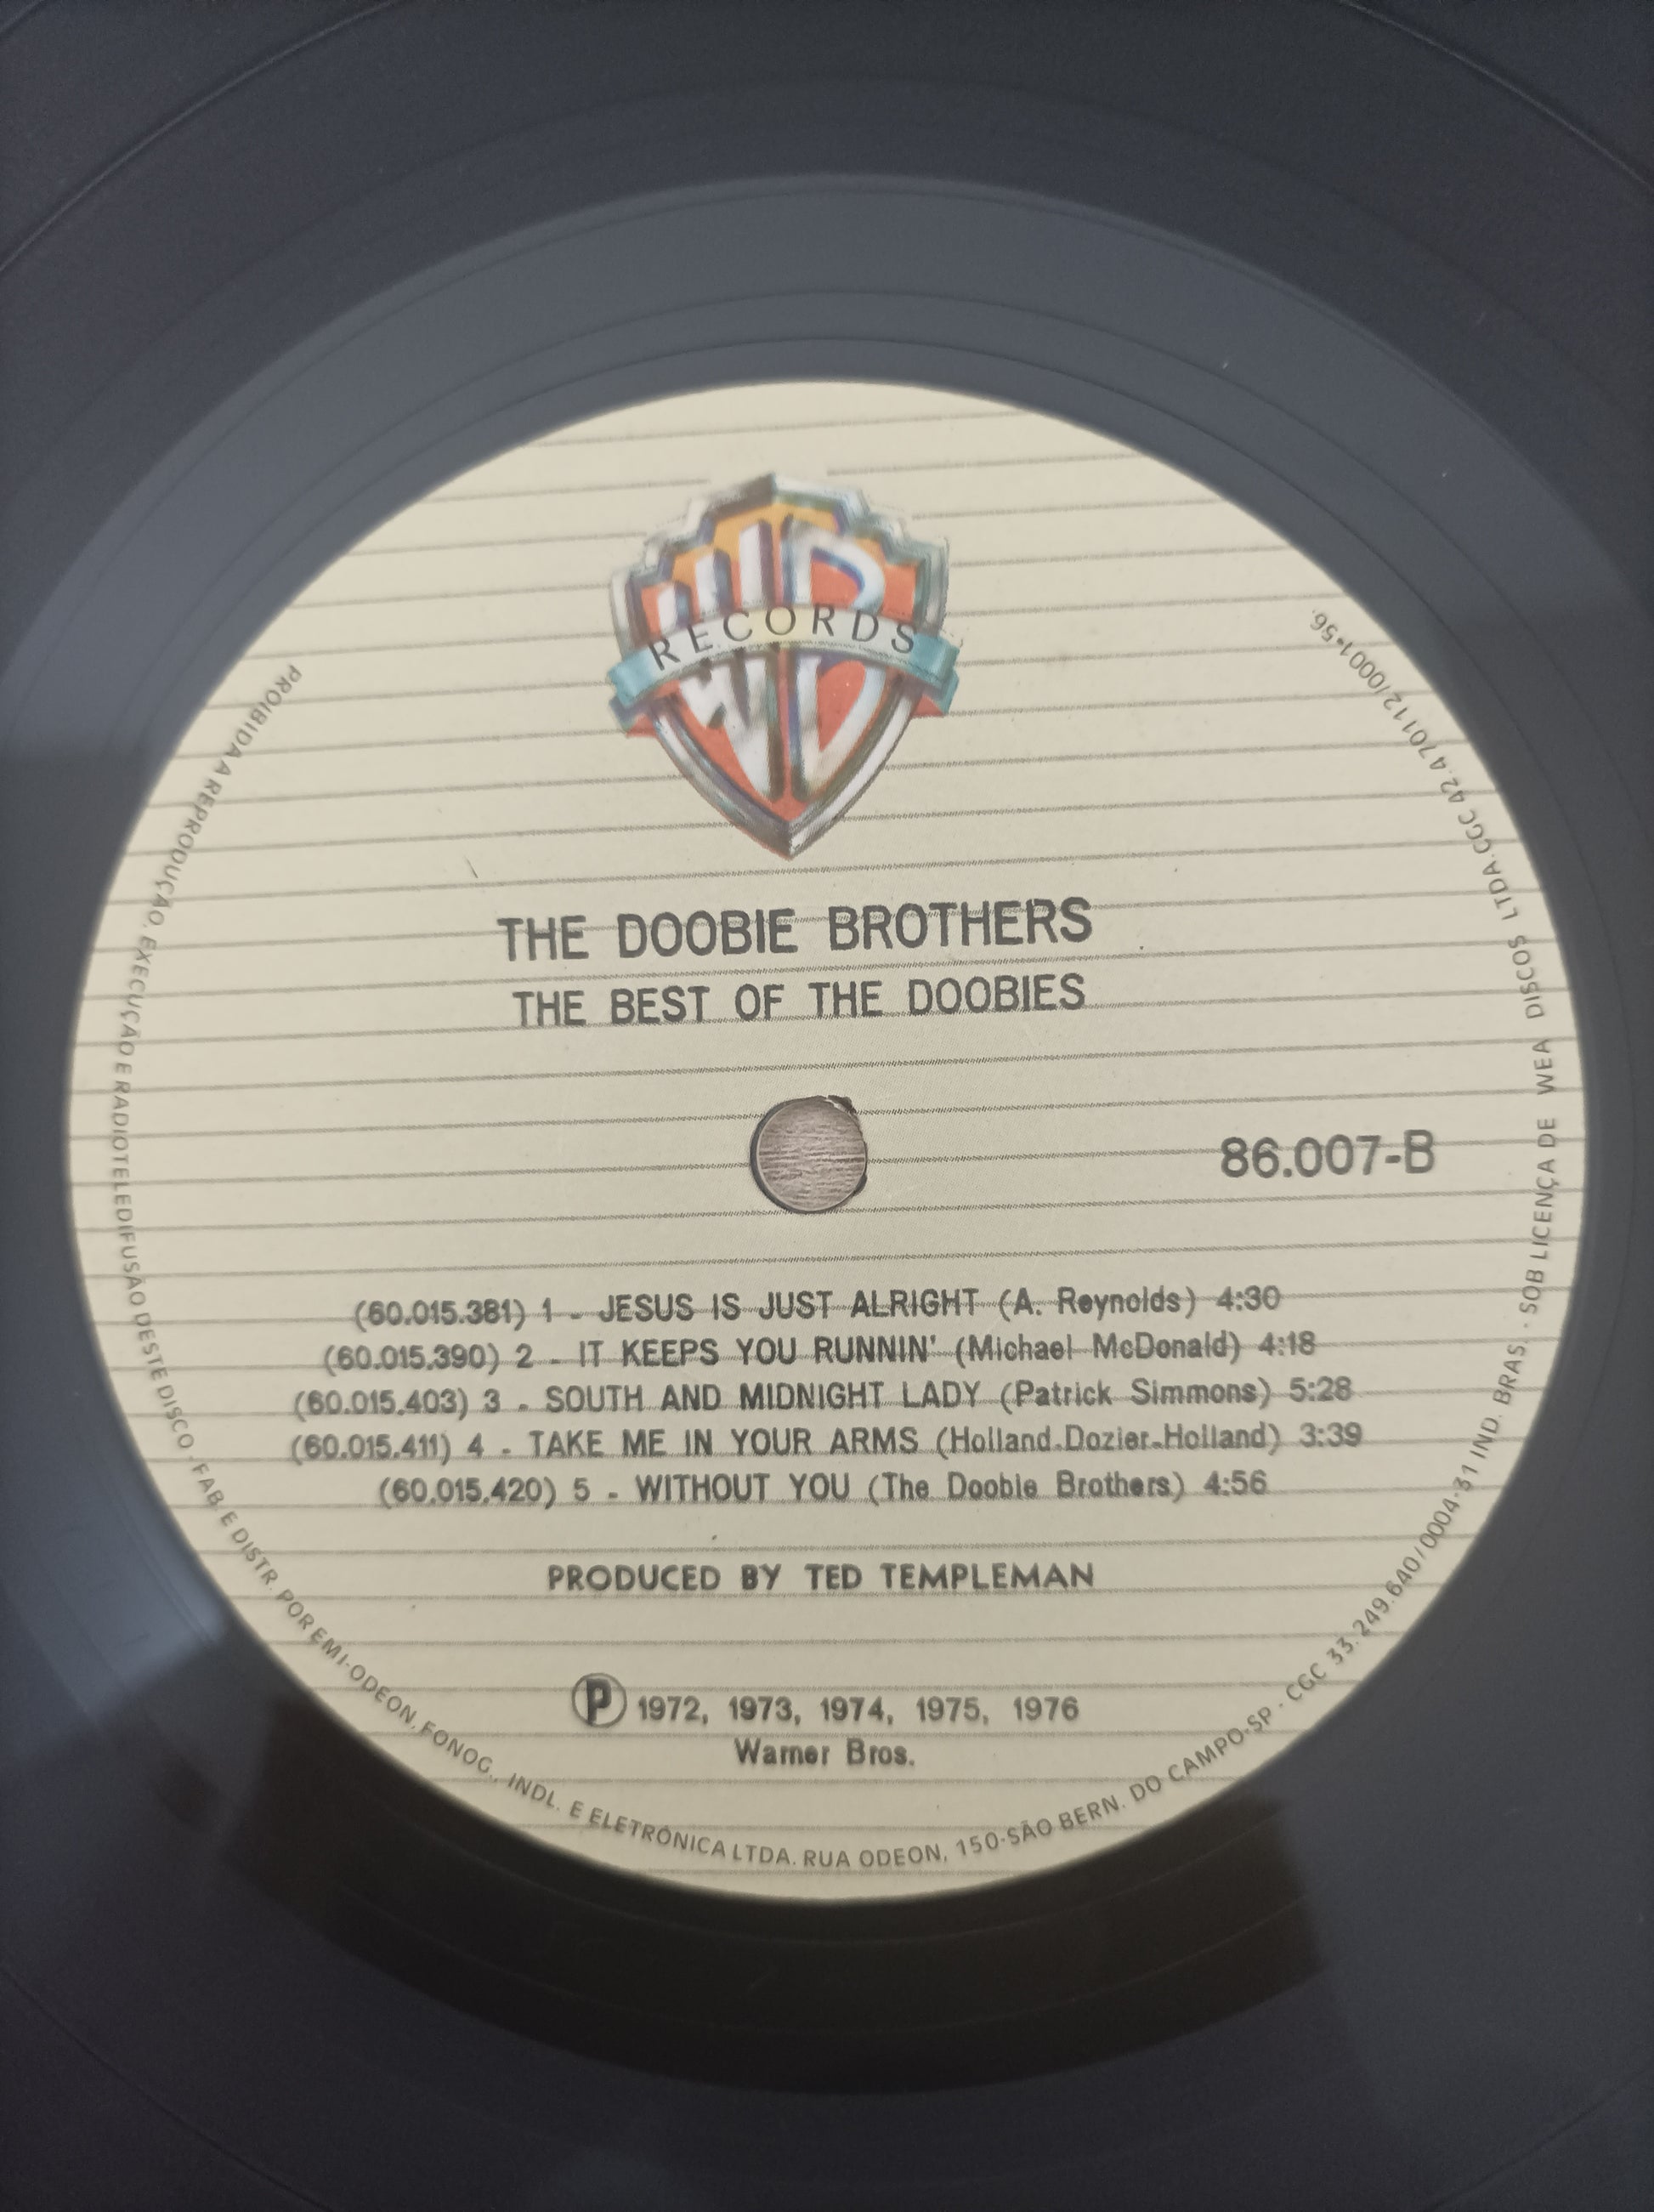 WB
RECORDS
THE DOOBIE BROTHERS
THE BEST OF THE DOOBIES
86.007-B
(60.015.381) 1 - JESUS IS JUST ALRIGHT (A. Reynolds) 4:30
(60.015.390) 2 - IT KEEPS YOU RUNNIN' (Michael McDonald) 4:18
(60.015.403) 3 - SOUTH AND MIDNIGHT LADY (Patrick Simmons) 5:28
(60.015.411) 4 - TAKE ME IN YOUR ARMS (Holland-Dozier-Holland) 3:39
(60.015.420) 5 - WITHOUT YOU (The Doobie Brothers) 4:56
PRODUCED BY TED TEMPLEMAN
Ⓟ 1972, 1973, 1974, 1975, 1976
Warner Bros.
PROIBIDA A REPRODUÇÃO, EXECUÇÃO E RADIOTELEDIFUSÃO DESTE DISCO. FAB. E DISTR. POR EMI-ODEON, FONOG., INDL. E ELETRÔNICA LTDA. RUA ODEON, 150-SÃO BERN. DO CAMPO-SP · CGC 33.249.640/0004-31 IND. BRAS. · SOB LICENÇA DE WEA DISCOS LTDA. CGC 42.470112/0001-56.